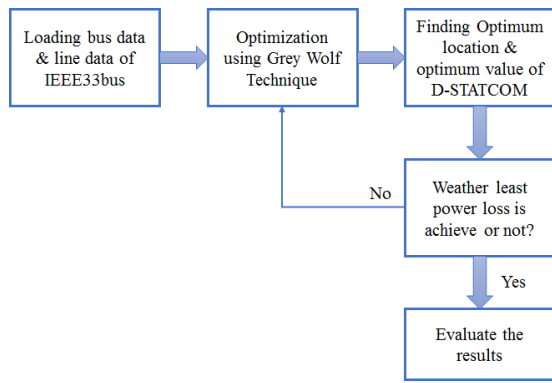 Loading bus data
& line data of
IEEE33bus
Optimization
using Grey Wolf
Technique
Finding Optimum
location &
optimum value of
D-STATCOM
Weather least
power loss is
achieve or not?
No
Yes
Evaluate the
results